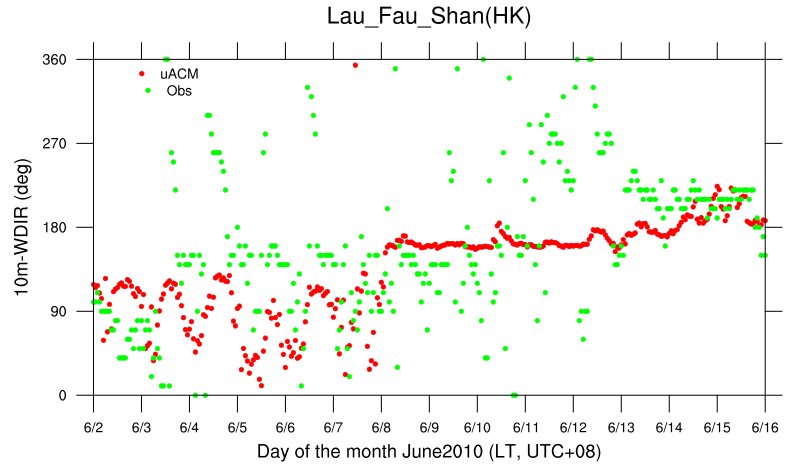 Lau_Fau_Shan(HK)
360
270
180
90
0
10m-WDIR (deg)
uACM
Obs
6/2 6/3 6/4 6/5 6/6 6/7 6/8 6/9 6/10 6/11 6/12 6/13 6/14 6/15 6/16
Day of the month June2010 (LT, UTC+08)